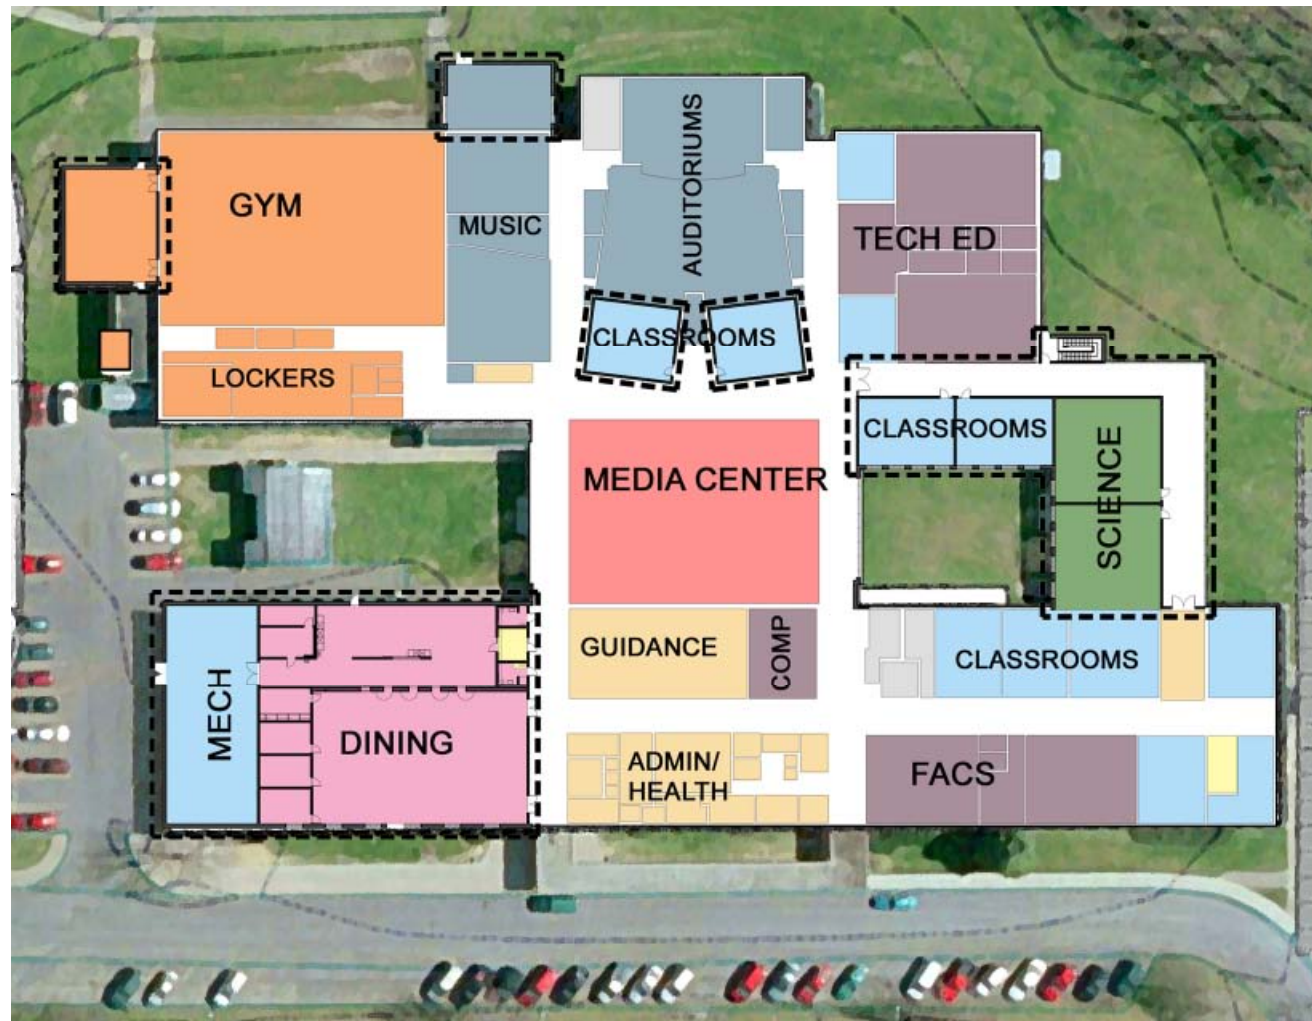 AUDITORIUMS
GYM
MUSIC
TECH ED
CLASSROOMS
LOCKERS
CLASSROOMS
MEDIA CENTER
SCIENCE
GUIDANCE
COMP
CLASSROOMS
MECH
DINING
ADMIN/
HEALTH
FACS